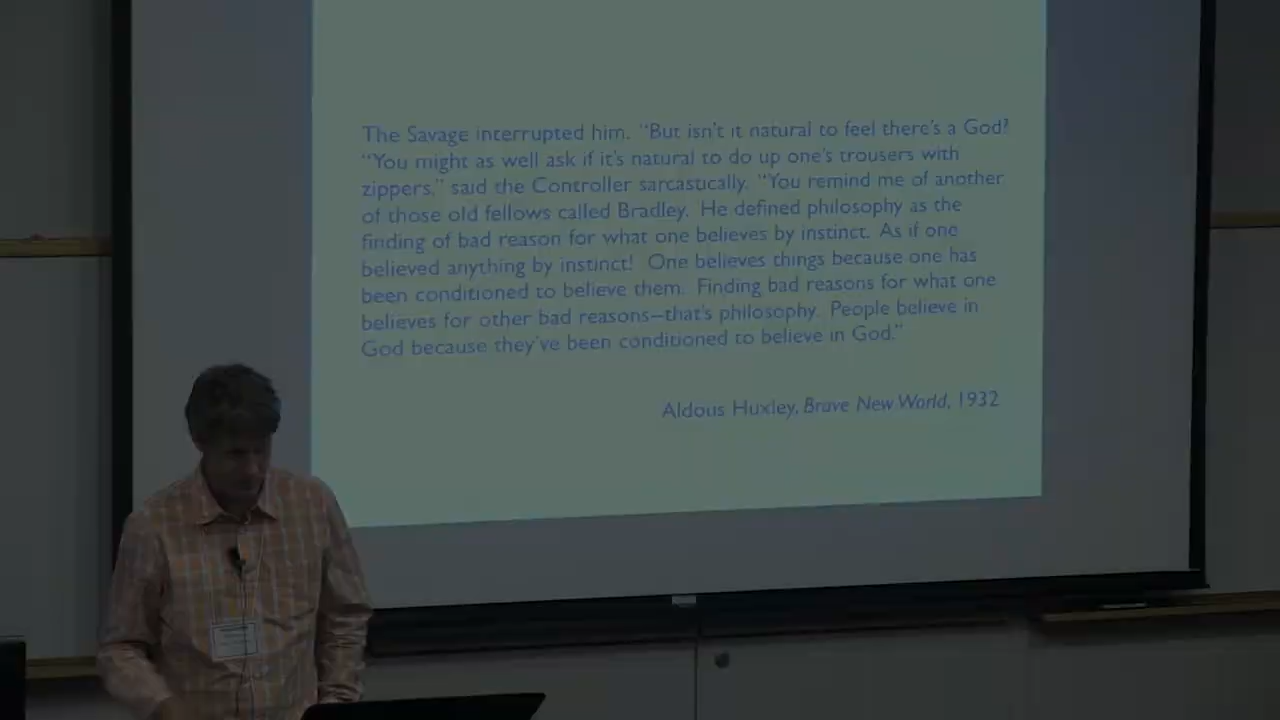 The Savage interrupted him. "But isn't it natural to feel there's a God?
"You might as well ask if it's natural to do up one's trousers with
zippers," said the Controller sarcastically. "You remind me of another
of those old fellows called Bradley. He defined philosophy as the
finding of bad reason for what one believes by instinct. As if one
believed anything by instinct! One believes things because one has
been conditioned to believe them. Finding bad reasons for what one
believes for other bad reasons—that's philosophy. People believe in
God because they've been conditioned to believe in God."
Aldous Huxley, Brave New World, 1932